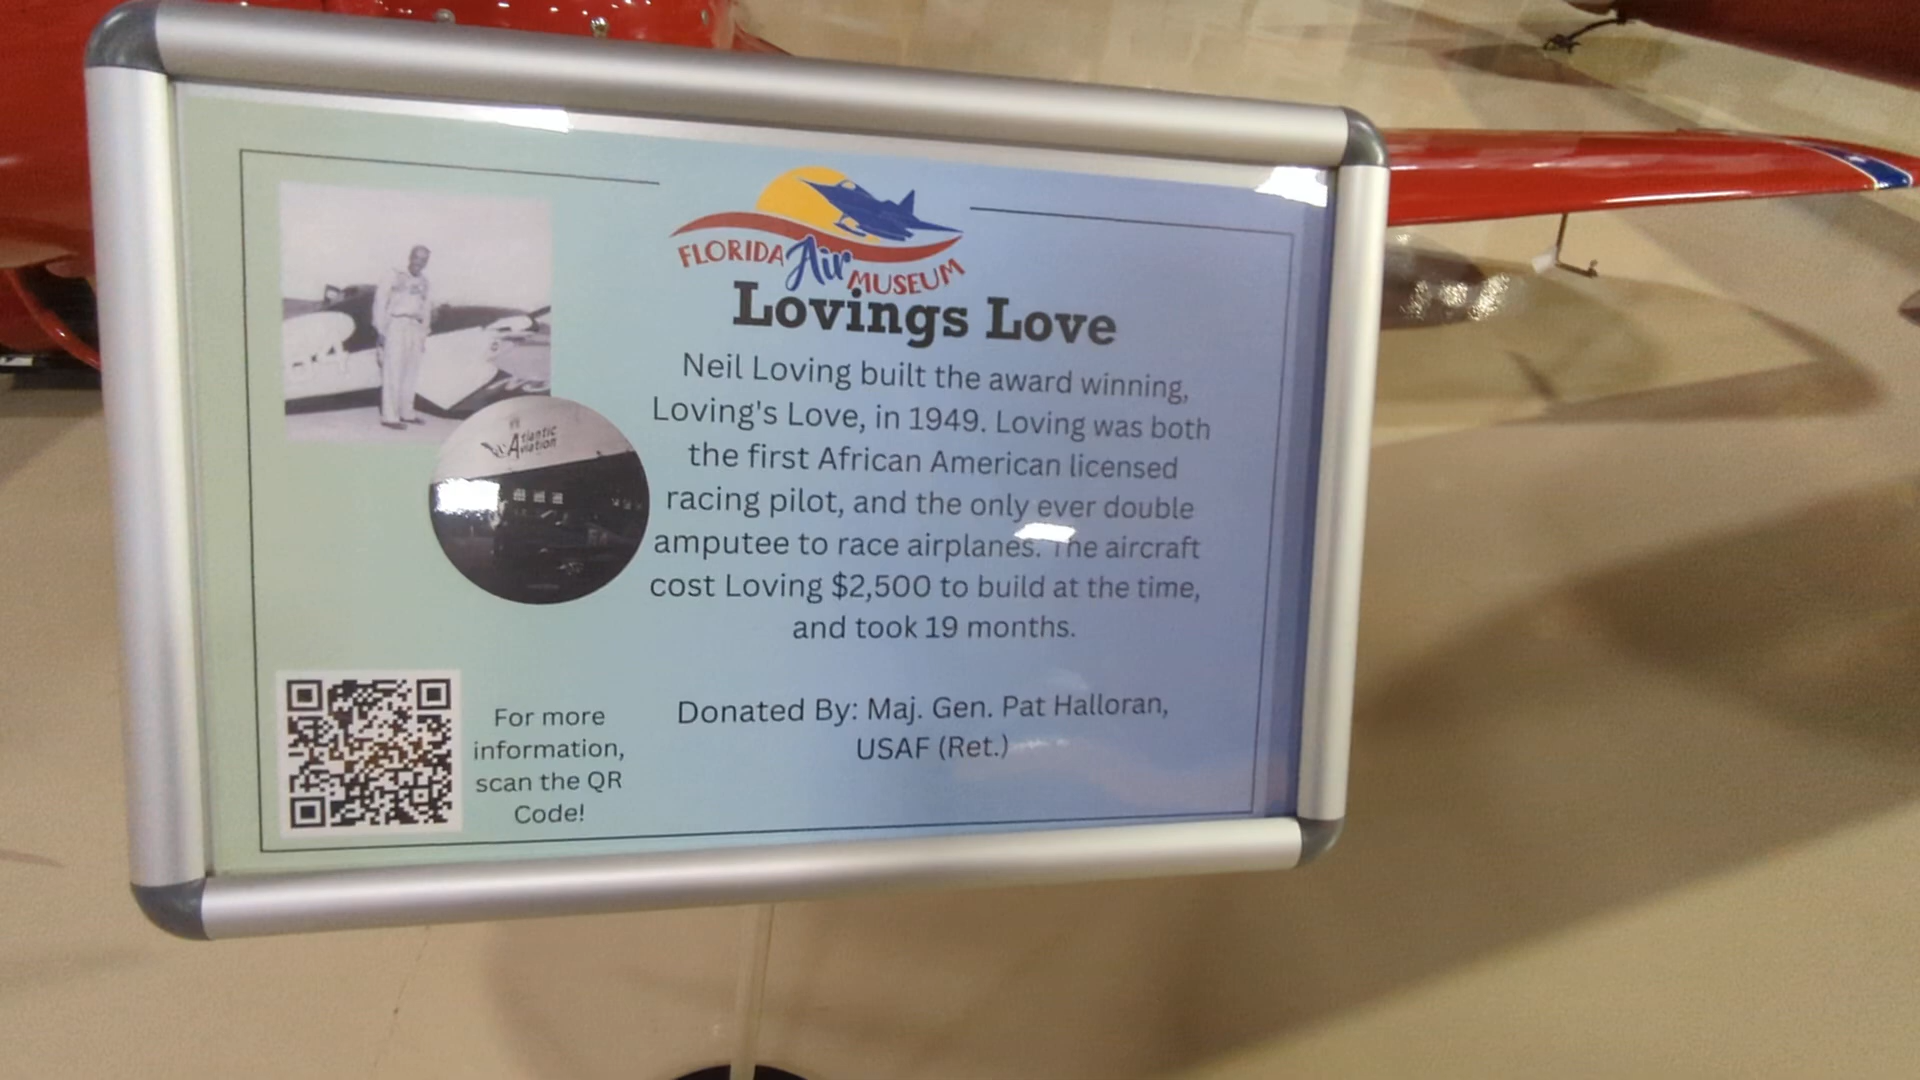 FLORIDA Air MUSEUM
Lovings Love
Neil Loving built the award winning,
Loving's Love, in 1949. Loving was both
the first African American licensed
racing pilot, and the only ever double
amputee to race airplanes. The aircraft
cost Loving $2,500 to build at the time,
and took 19 months.
Donated By: Maj. Gen. Pat Halloran,
USAF (Ret.)
Atlantic
Aviation
For more
information,
scan the QR
Code!